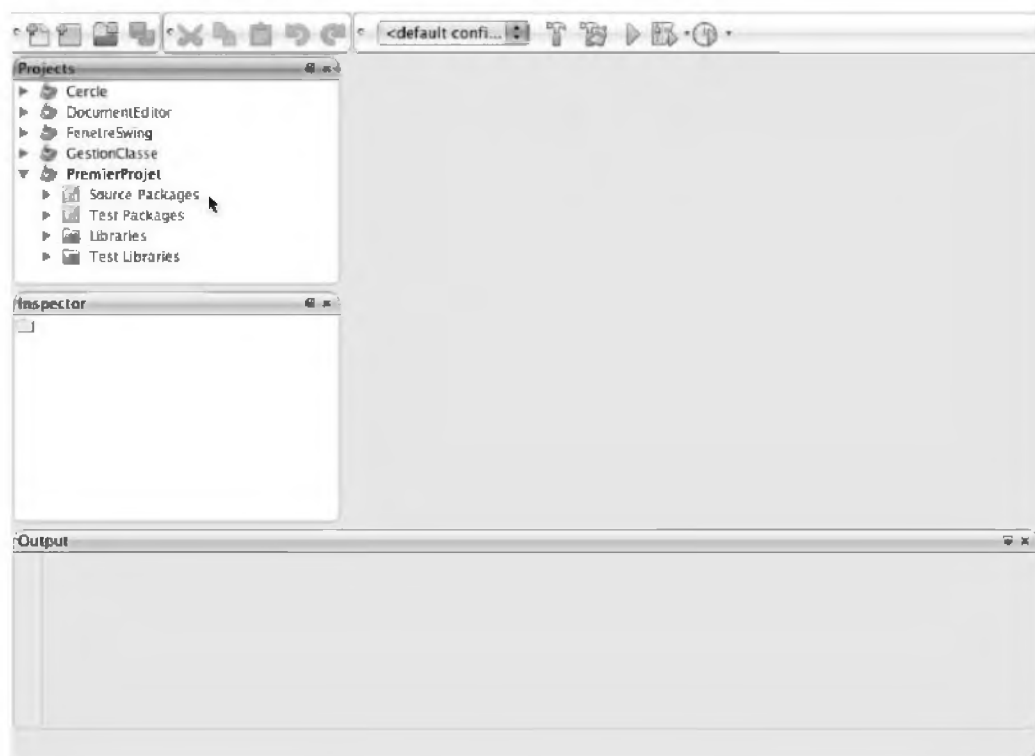 <default confi...
Projects
Cercle
DocumentEditor
FenetreSwing
GestionClasse
PremierProjet
Source Packages
Test Packages
Libraries
Test Libraries
Inspector
Output